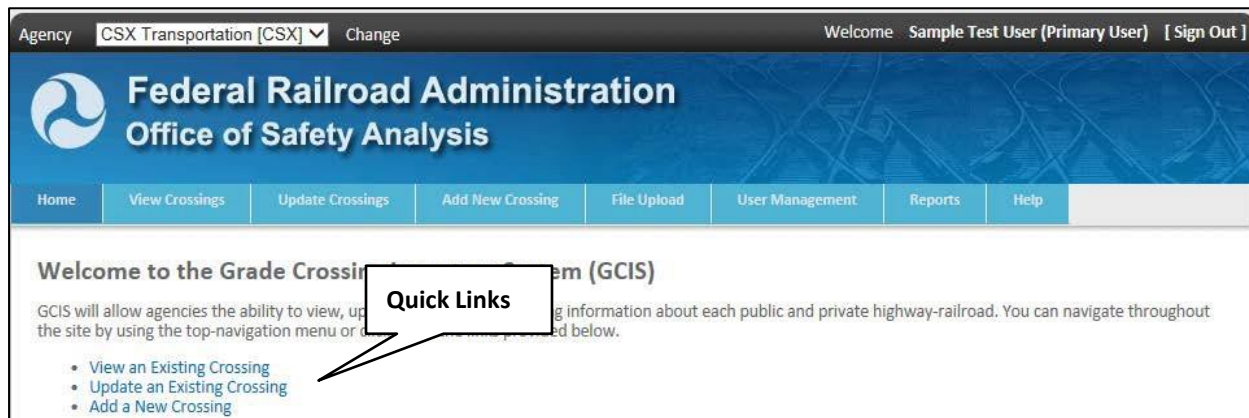 Agency CSX Transportation [CSX] Change Welcome Sample Test User (Primary User) [ Sign Out ]
Federal Railroad Administration
Office of Safety Analysis
Home View Crossings Update Crossings Add New Crossing File Upload User Management Reports Help
Welcome to the Grade Crossing (GCIS)
Quick Links
GCIS will allow agencies the ability to view, information about each public and private highway-railroad. You can navigate throughout
the site by using the top-navigation menu or below.
• View an Existing Crossing
• Update an Existing Crossing
• Add a New Crossing